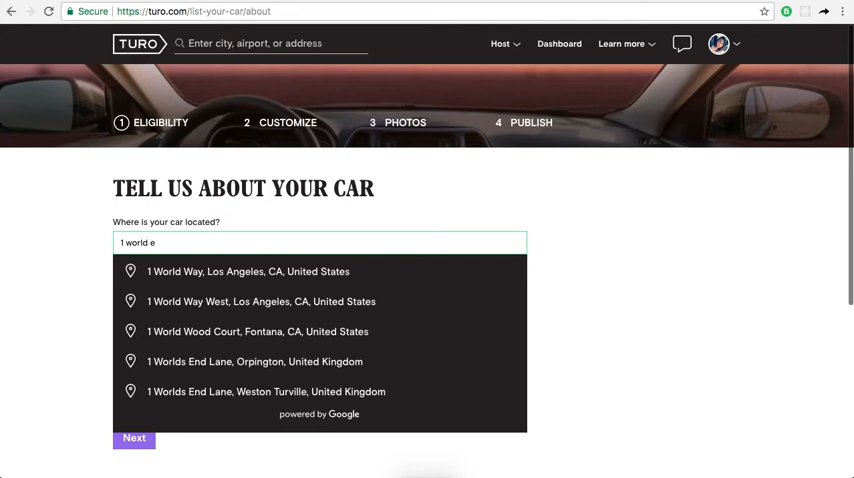 Secure https://turo.com/list-your-car/about
TURO Enter city, airport, or address Host Dashboard Learn more
1 ELIGIBILITY 2 CUSTOMIZE 3 PHOTOS 4 PUBLISH
TELL US ABOUT YOUR CAR
Where is your car located?
1 world e
1 World Way, Los Angeles, CA, United States
1 World Way West, Los Angeles, CA, United States
1 World Wood Court, Fontana, CA, United States
1 Worlds End Lane, Orpington, United Kingdom
1 Worlds End Lane, Weston Turville, United Kingdom
powered by Google
Next